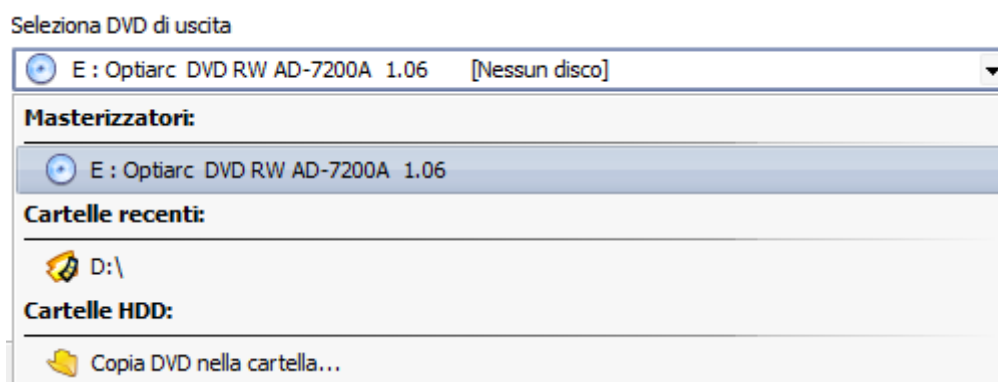 Seleziona DVD di uscita
E : Optiarc DVD RW AD-7200A 1.06 [Nessun disco]
Masterizzatori:
E : Optiarc DVD RW AD-7200A 1.06
Cartelle recenti:
D:\
Cartelle HDD:
Copia DVD nella cartella...